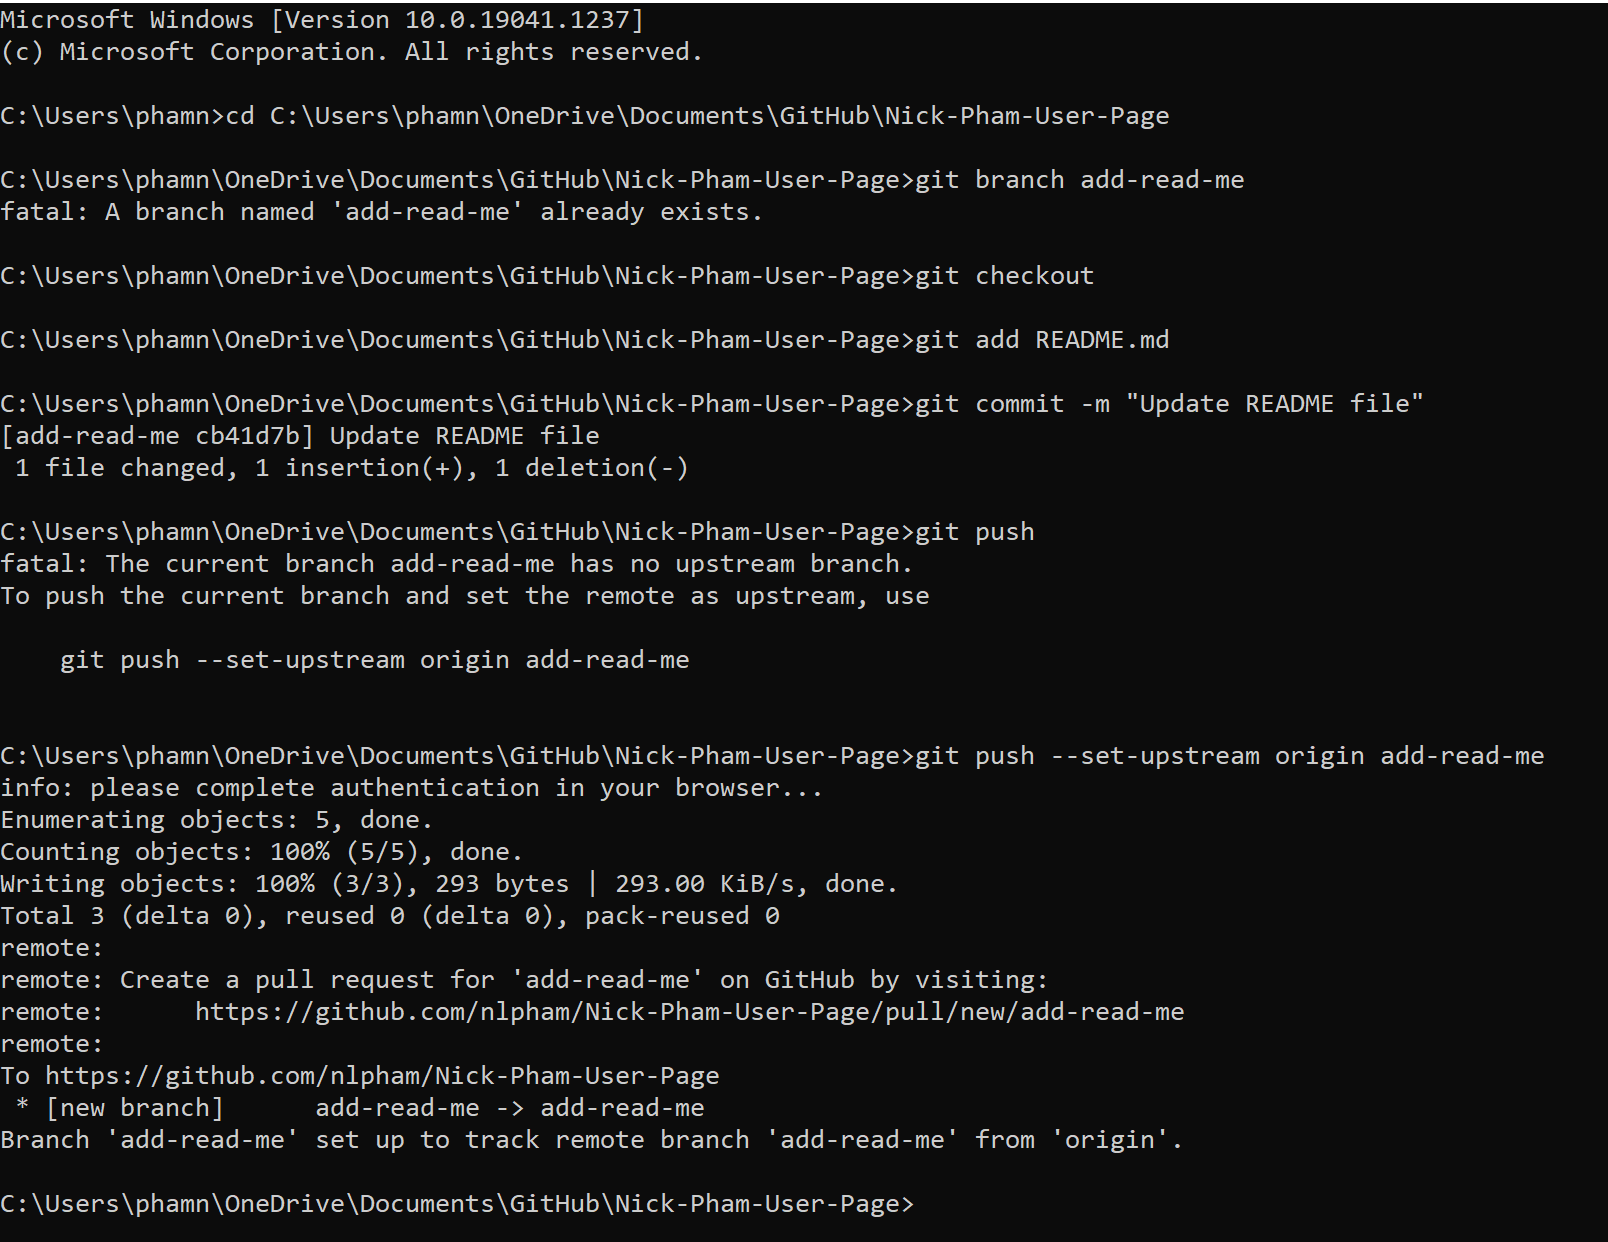 Microsoft Windows [Version 10.0.19041.1237]
(c) Microsoft Corporation. All rights reserved.
C:\Users\phamn>cd C:\Users\phamn\OneDrive\Documents\GitHub\Nick-Pham-User-Page
C:\Users\phamn\OneDrive\Documents\GitHub\Nick-Pham-User-Page>git branch add-read-me
fatal: A branch named 'add-read-me' already exists.
C:\Users\phamn\OneDrive\Documents\GitHub\Nick-Pham-User-Page>git checkout
C:\Users\phamn\OneDrive\Documents\GitHub\Nick-Pham-User-Page>git add README.md
C:\Users\phamn\OneDrive\Documents\GitHub\Nick-Pham-User-Page>git commit -m "Update README file"
[add-read-me cb41d7b] Update README file
 1 file changed, 1 insertion(+), 1 deletion(-)
C:\Users\phamn\OneDrive\Documents\GitHub\Nick-Pham-User-Page>git push
fatal: The current branch add-read-me has no upstream branch.
To push the current branch and set the remote as upstream, use
    git push --set-upstream origin add-read-me
C:\Users\phamn\OneDrive\Documents\GitHub\Nick-Pham-User-Page>git push --set-upstream origin add-read-me
info: please complete authentication in your browser...
Enumerating objects: 5, done.
Counting objects: 100% (5/5), done.
Writing objects: 100% (3/3), 293 bytes | 293.00 KiB/s, done.
Total 3 (delta 0), reused 0 (delta 0), pack-reused 0
remote:
remote: Create a pull request for 'add-read-me' on GitHub by visiting:
remote:      https://github.com/nlpham/Nick-Pham-User-Page/pull/new/add-read-me
remote:
To https://github.com/nlpham/Nick-Pham-User-Page
 * [new branch]      add-read-me -> add-read-me
Branch 'add-read-me' set up to track remote branch 'add-read-me' from 'origin'.
C:\Users\phamn\OneDrive\Documents\GitHub\Nick-Pham-User-Page>